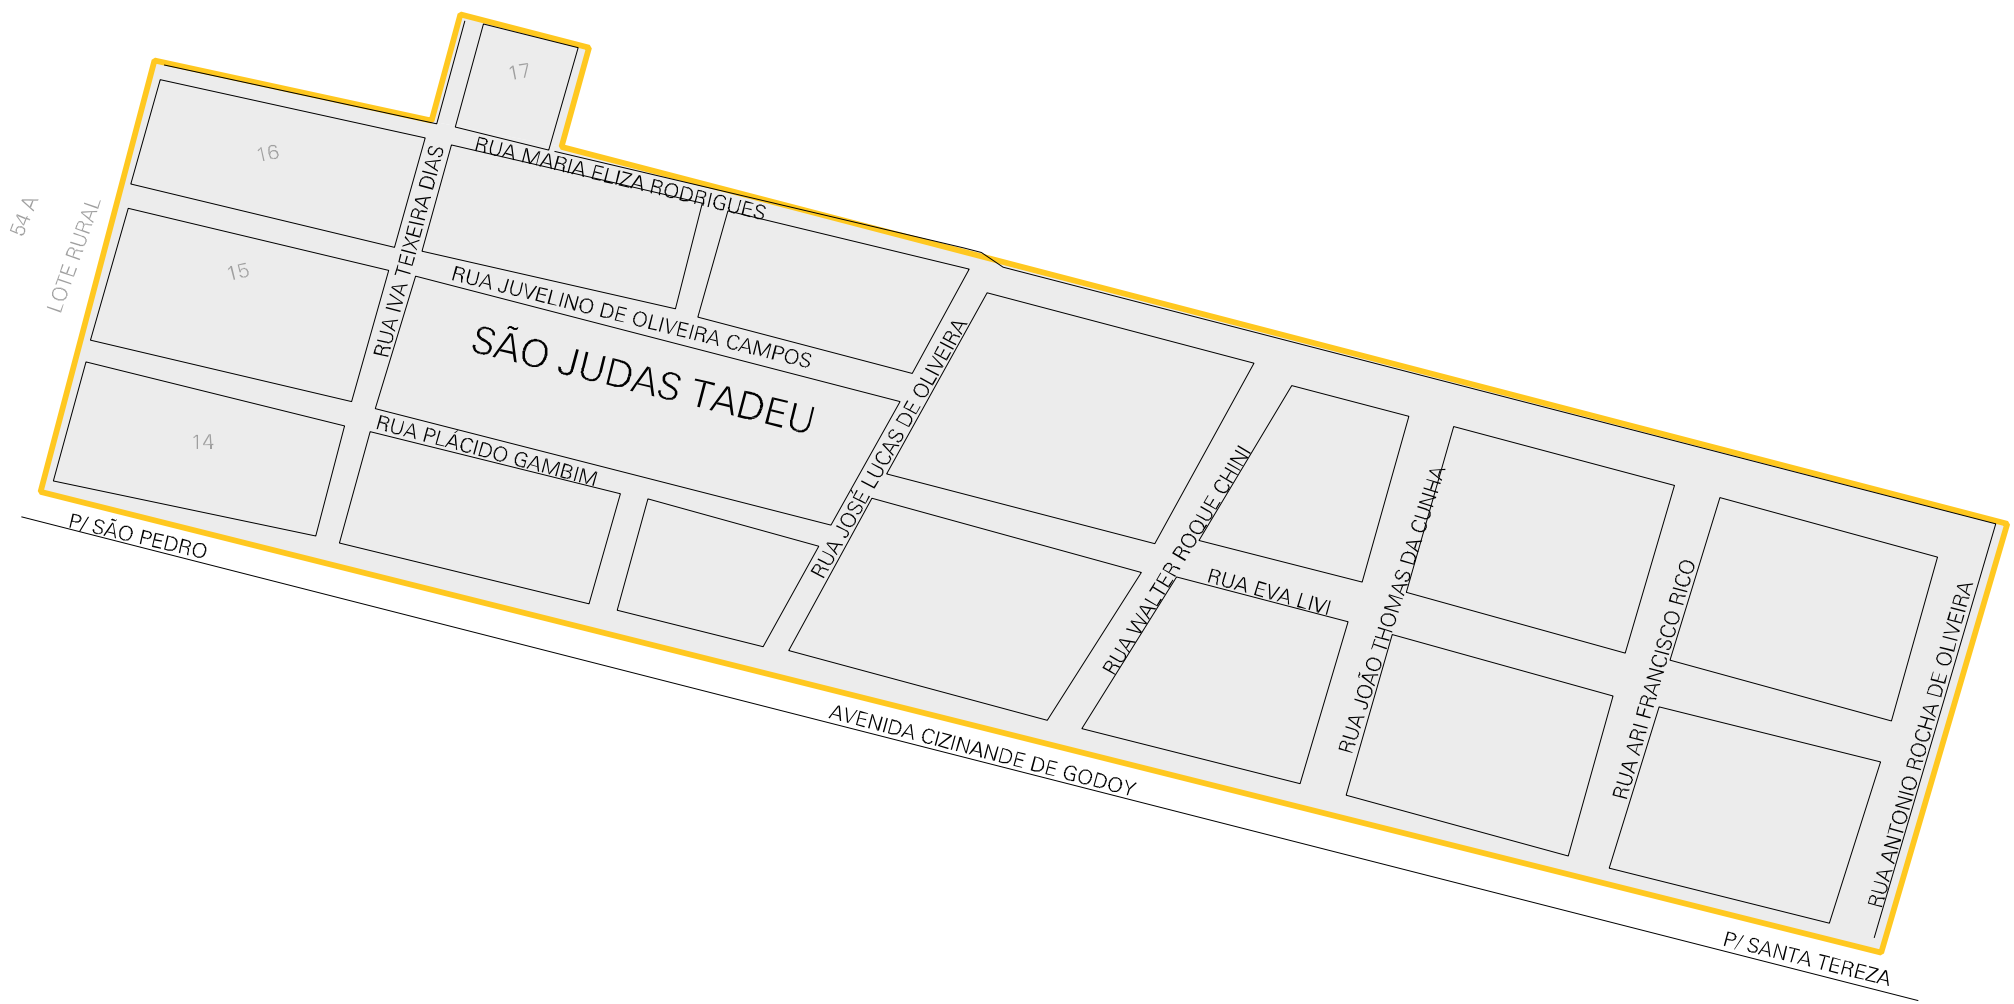 17
16
RUA MARIA ELIZA RODRIGUES
54 A
LOTE RURAL
15
RUA IVA TEIXEIRA DIAS
RUA JUVELINO DE OLIVEIRA CAMPOS
SÃO JUDAS TADEU
RUA JOSÉ LUCAS DE OLIVEIRA
14
RUA PLÁCIDO GAMBIM
RUA WALTER ROQUE CHINI
RUA EVA LIVI
RUA JOÃO THOMAS DA CUNHA
RUA ARI FRANCISCO RICO
RUA ANTONIO ROCHA DE OLIVEIRA
P/ SÃO PEDRO
AVENIDA CIZINANDE DE GODOY
P/ SANTA TEREZA